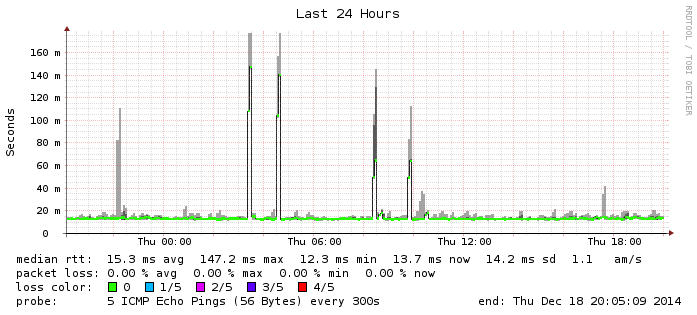 Last 24 Hours
RRDTOOL / TOBI OETIKER
Seconds
160 m
140 m
120 m
100 m
80 m
60 m
40 m
20 m
0
Thu 00:00 Thu 06:00 Thu 12:00 Thu 18:00
median rtt: 15.3 ms avg 147.2 ms max 12.3 ms min 13.7 ms now 14.2 ms sd 1.1 am/s
packet loss: 0.00 % avg 0.00 % max 0.00 % min 0.00 % now
loss color: 0 1/5 2/5 3/5 4/5
probe: 5 ICMP Echo Pings (56 Bytes) every 300s end: Thu Dec 18 20:05:09 2014